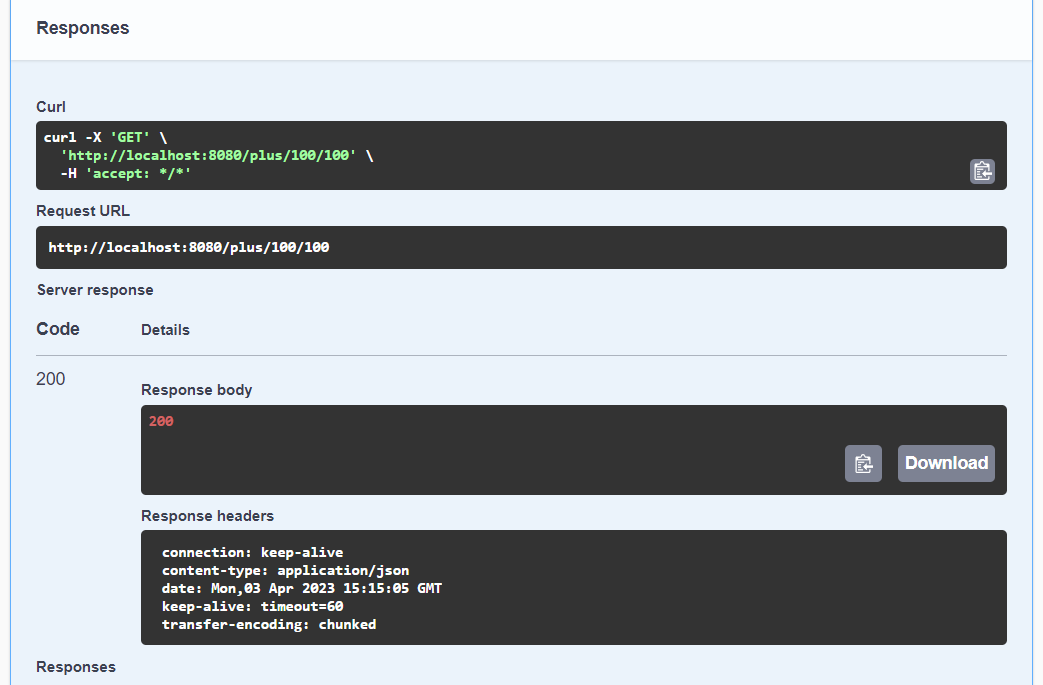 Responses
Curl
curl -X 'GET' \
  'http://localhost:8080/plus/100/100' \
  -H 'accept: */*'
Request URL
http://localhost:8080/plus/100/100
Server response
Code Details
200
Response body
200
Download
Response headers
connection: keep-alive
content-type: application/json
date: Mon,03 Apr 2023 15:15:05 GMT
keep-alive: timeout=60
transfer-encoding: chunked
Responses